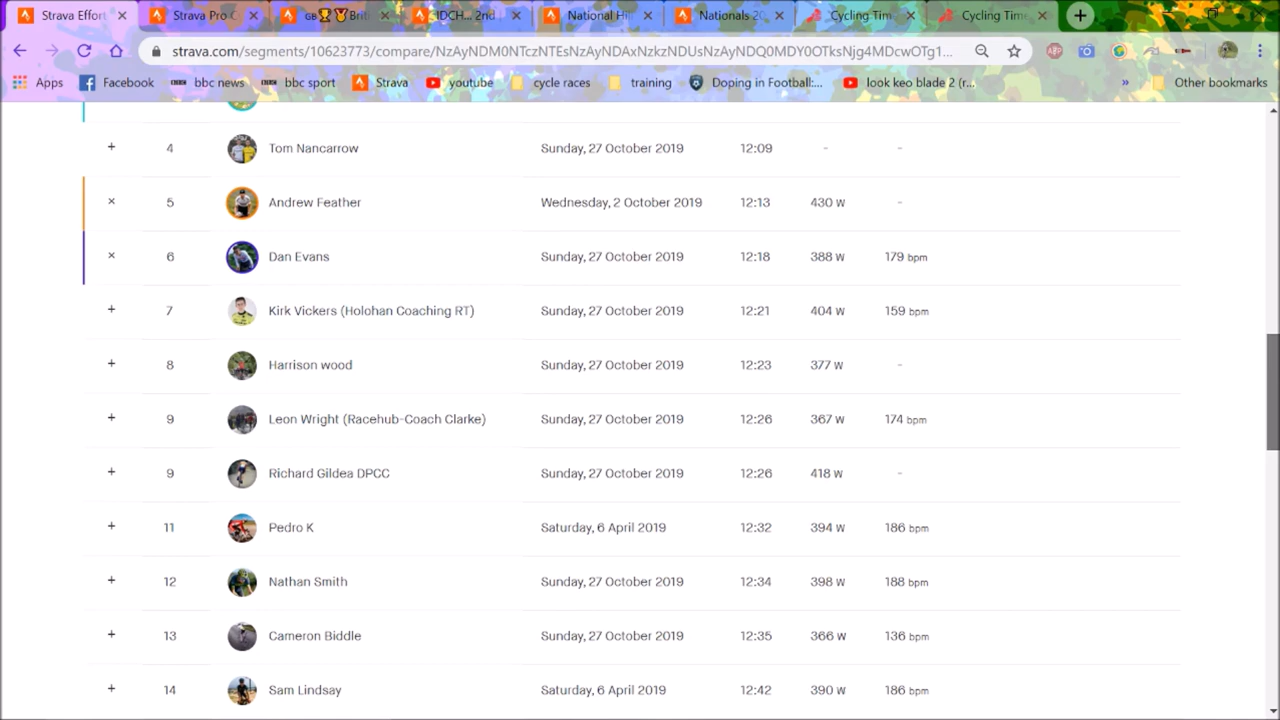 Strava Effort
Strava Pro C
GB🏆🥇Briti
IDCH... 2nd
National Hil
Nationals 20
Cycling Tim
Cycling Time
strava.com/segments/10623773/compare/NzAyNDM0NTczNTEsNzAyNDAxNzkzNDUsNzAyNDQ0MDY0OTksNjg4MDcwOTg1...
Apps
Facebook
bbc news
bbc sport
Strava
youtube
cycle races
training
Doping in Football:...
look keo blade 2 (r...
»
Other bookmarks
+ 4 Tom Nancarrow Sunday, 27 October 2019 12:09 - -
× 5 Andrew Feather Wednesday, 2 October 2019 12:13 430 W -
× 6 Dan Evans Sunday, 27 October 2019 12:18 388 W 179 bpm
+ 7 Kirk Vickers (Holohan Coaching RT) Sunday, 27 October 2019 12:21 404 W 159 bpm
+ 8 Harrison wood Sunday, 27 October 2019 12:23 377 W -
+ 9 Leon Wright (Racehub-Coach Clarke) Sunday, 27 October 2019 12:26 367 W 174 bpm
+ 9 Richard Gildea DPCC Sunday, 27 October 2019 12:26 418 W -
+ 11 Pedro K Saturday, 6 April 2019 12:32 394 W 186 bpm
+ 12 Nathan Smith Sunday, 27 October 2019 12:34 398 W 188 bpm
+ 13 Cameron Biddle Sunday, 27 October 2019 12:35 366 W 136 bpm
+ 14 Sam Lindsay Saturday, 6 April 2019 12:42 390 W 186 bpm